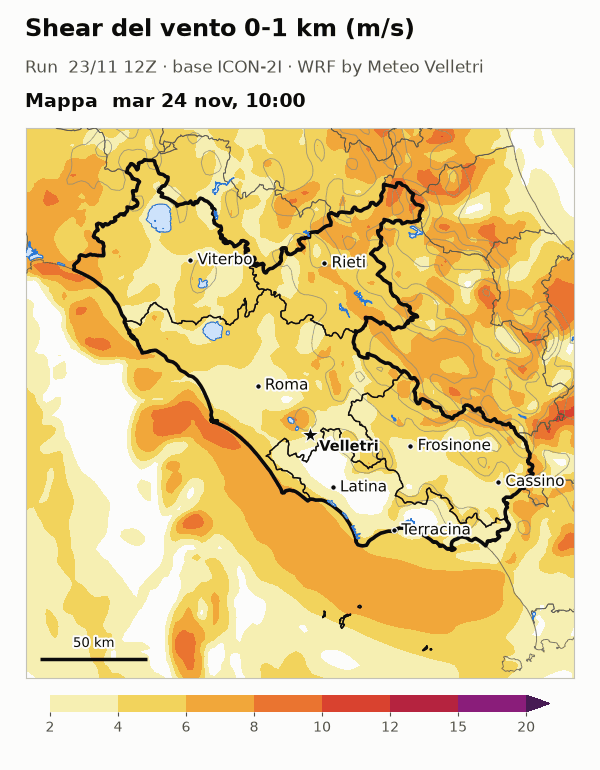 Shear del vento 0-1 km (m/s)
Run  23/11 12Z · base ICON-2I · WRF by Meteo Velletri
Mappa  mar 24 nov, 10:00
Viterbo
Rieti
Roma
Velletri
Frosinone
Latina
Cassino
Terracina
50 km
2 4 6 8 10 12 15 20